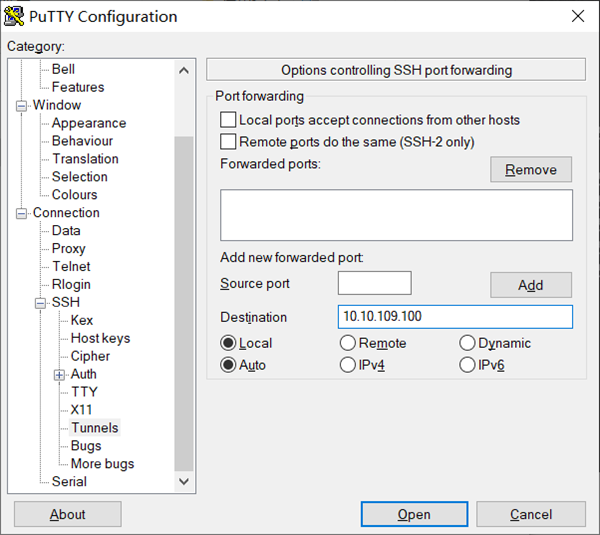 PuTTY Configuration
Category:
Bell
Features
Window
Appearance
Behaviour
Translation
Selection
Colours
Connection
Data
Proxy
Telnet
Rlogin
SSH
Kex
Host keys
Cipher
Auth
TTY
X11
Tunnels
Bugs
More bugs
Serial
Options controlling SSH port forwarding
Port forwarding
Local ports accept connections from other hosts
Remote ports do the same (SSH-2 only)
Forwarded ports:
Remove
Add new forwarded port:
Source port
Add
Destination
10.10.109.100
Local Remote Dynamic
Auto IPv4 IPv6
About Open Cancel